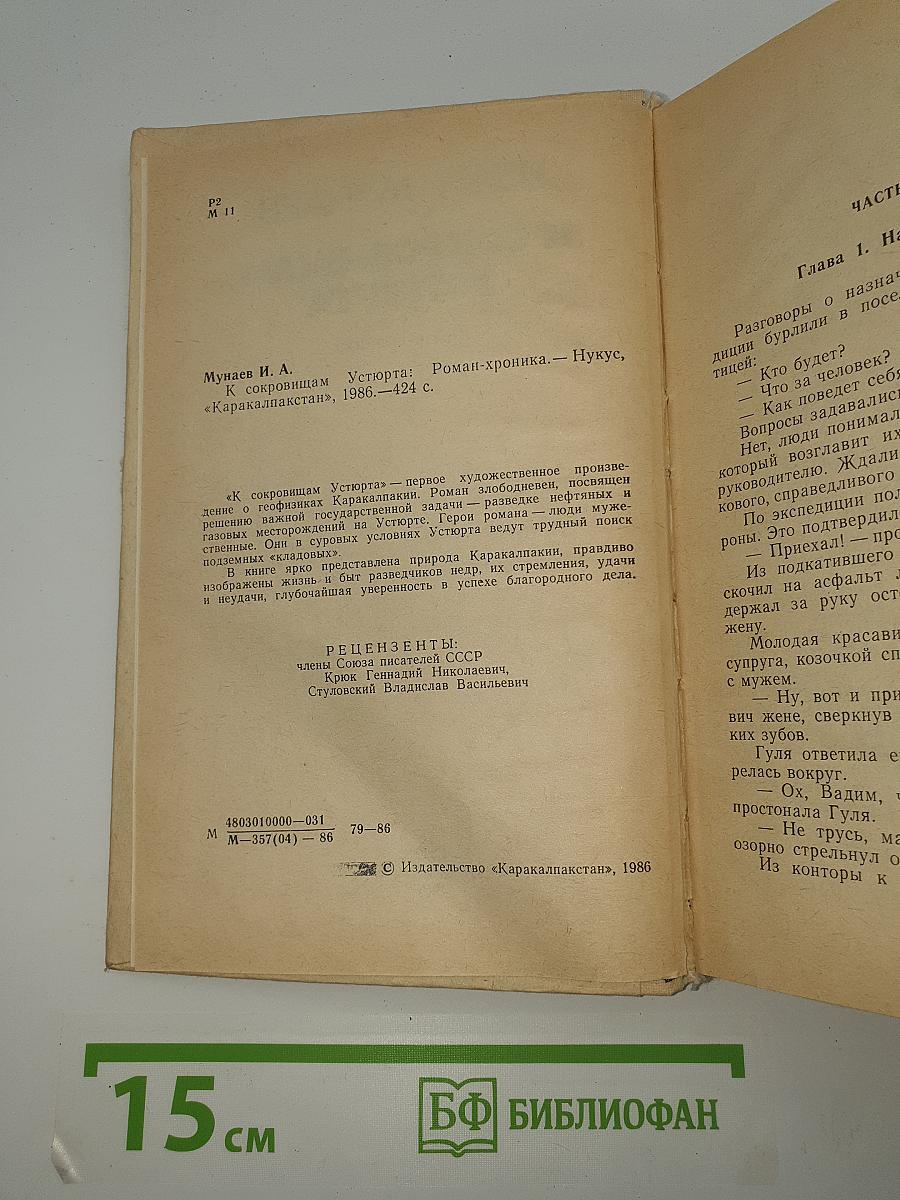 Р2
М 11
Мунаев И. А.
К сокровищам Устюрта: Роман-хроника.— Нукус,
«Каракалпакстан», 1986.—424 с.
«К сокровищам Устюрта» — первое художественное произве-
дение о геофизиках Каракалпакии. Роман злободневен, посвящен
решению важной государственной задачи — разведке нефтяных и
газовых месторождений на Устюрте. Герои романа — люди муже-
ственные. Они в суровых условиях Устюрта ведут трудный поиск
подземных «кладовых».
В книге ярко представлена природа Каракалпакии, правдиво
изображены жизнь и быт разведчиков недр, их стремления, удачи
и неудачи, глубочайшая уверенность в успехе благородного дела.
РЕЦЕНЗЕНТЫ:
члены Союза писателей СССР
Крюк Геннадий Николаевич,
Стуловский Владислав Васильевич
М 4803010000—031
М—357(04) — 86 79—86
© Издательство «Қаракалпакстан», 1986
ЧАСТЬ
Глава 1. На
Разговоры о назнач
диции бурлили в посел
тицей:
— Кто будет?
— Что за человек?
— Как поведет себя
Вопросы задавались
Нет, люди понимал
который возглавит их
руководителю. Ждали
кового, справедливого
По экспедиции пол
роны. Это подтвердил
— Приехал! — про
Из подкатившего
скочил на асфальт л
держал за руку ост
жену.
Молодая красави
супруга, козочкой сп
с мужем.
— Ну, вот и при
вич жене, сверкнув
ких зубов.
Гуля ответила е
релась вокруг.
— Ох, Вадим, ч
простонала Гуля.
— Не трусь, ма
озорно стрельнул о
Из конторы к
15 см
БФ БИБЛИОФАН